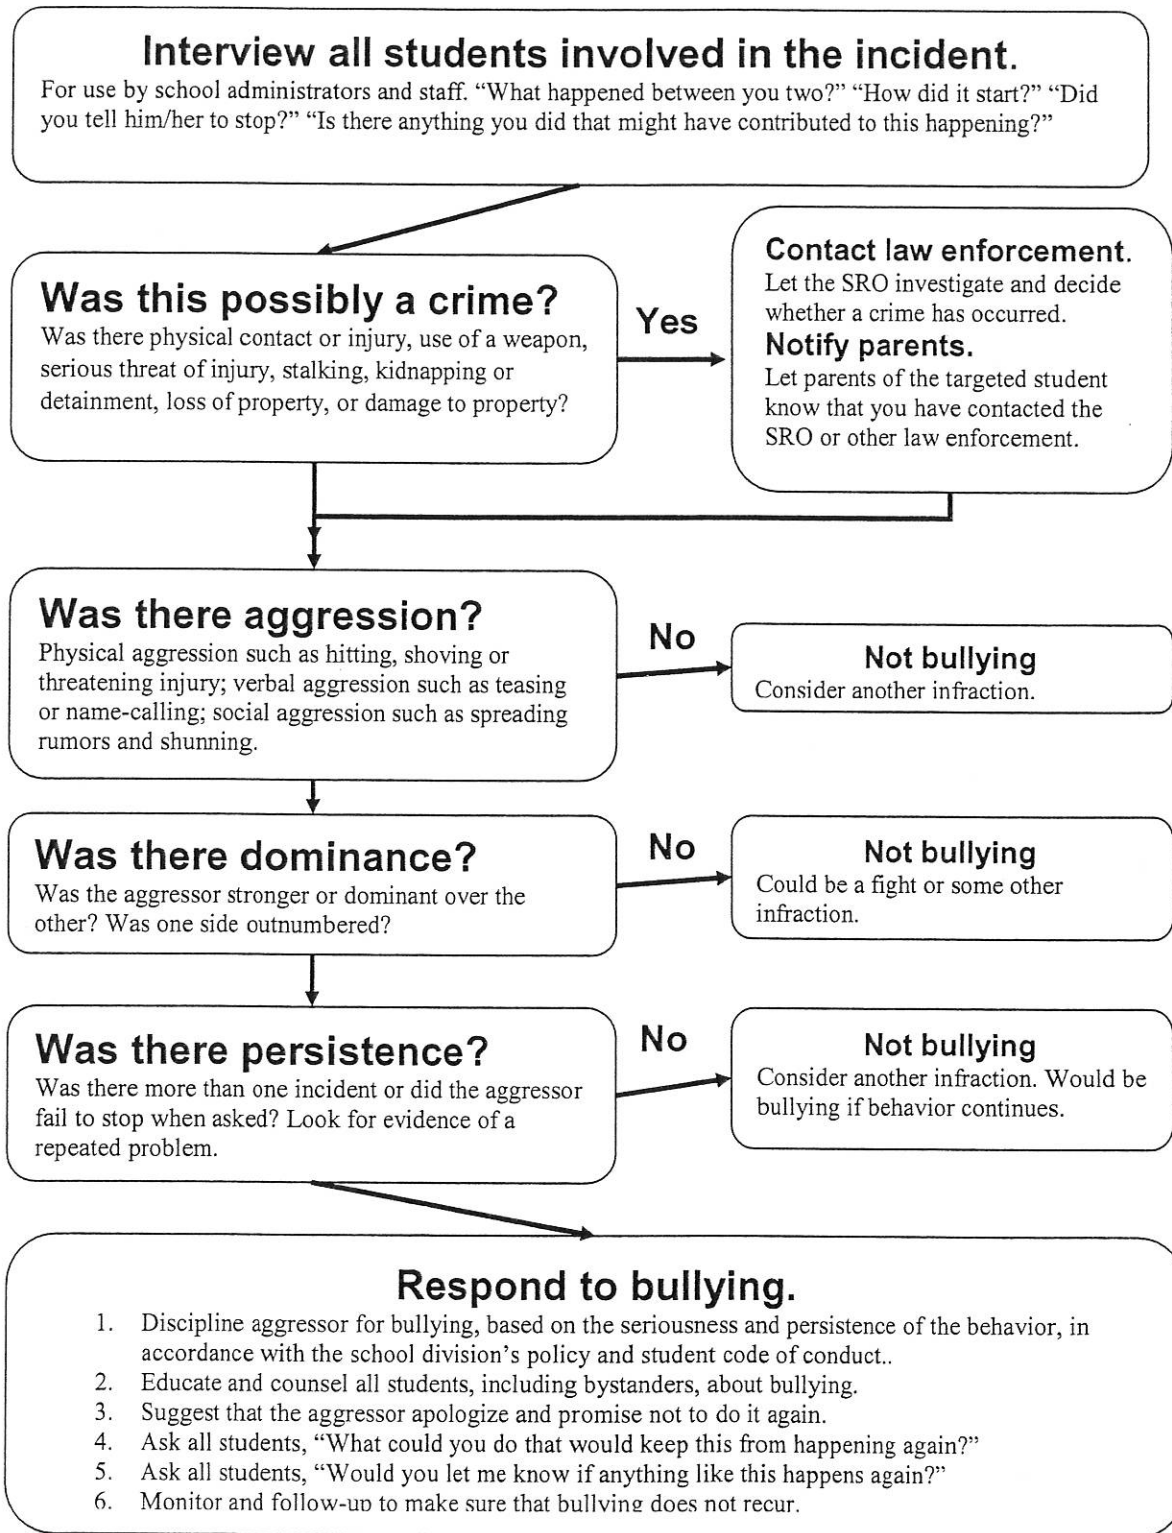 Interview all students involved in the incident.
For use by school administrators and staff. “What happened between you two?” “How did it start?” “Did
you tell him/her to stop?” “Is there anything you did that might have contributed to this happening?”
Was this possibly a crime?
Was there physical contact or injury, use of a weapon,
serious threat of injury, stalking, kidnapping or
detainment, loss of property, or damage to property?
Yes
Contact law enforcement.
Let the SRO investigate and decide
whether a crime has occurred.
Notify parents.
Let parents of the targeted student
know that you have contacted the
SRO or other law enforcement.
Was there aggression?
Physical aggression such as hitting, shoving or
threatening injury; verbal aggression such as teasing
or name-calling; social aggression such as spreading
rumors and shunning.
No
Not bullying
Consider another infraction.
Was there dominance?
Was the aggressor stronger or dominant over the
other? Was one side outnumbered?
No
Not bullying
Could be a fight or some other
infraction.
Was there persistence?
Was there more than one incident or did the aggressor
fail to stop when asked? Look for evidence of a
repeated problem.
No
Not bullying
Consider another infraction. Would be
bullying if behavior continues.
Respond to bullying.
1. Discipline aggressor for bullying, based on the seriousness and persistence of the behavior, in
accordance with the school division’s policy and student code of conduct..
2. Educate and counsel all students, including bystanders, about bullying.
3. Suggest that the aggressor apologize and promise not to do it again.
4. Ask all students, “What could you do that would keep this from happening again?”
5. Ask all students, “Would you let me know if anything like this happens again?”
6. Monitor and follow-up to make sure that bullying does not recur.